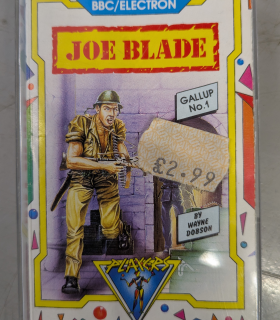 BBC/ELECTRON
JOE BLADE
GALLUP
No.1
£2.99
BY
WAYNE
DOBSON
PLAYERS